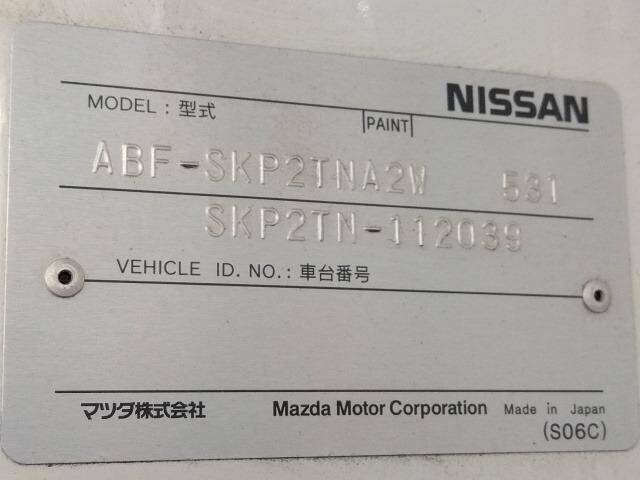 NISSAN
MODEL : 型式
PAINT
ABF-SKP2TNA2W 531
SKP2TN-112039
VEHICLE ID. NO. : 車台番号
マツダ株式会社 Mazda Motor Corporation Made in Japan
(S06C)